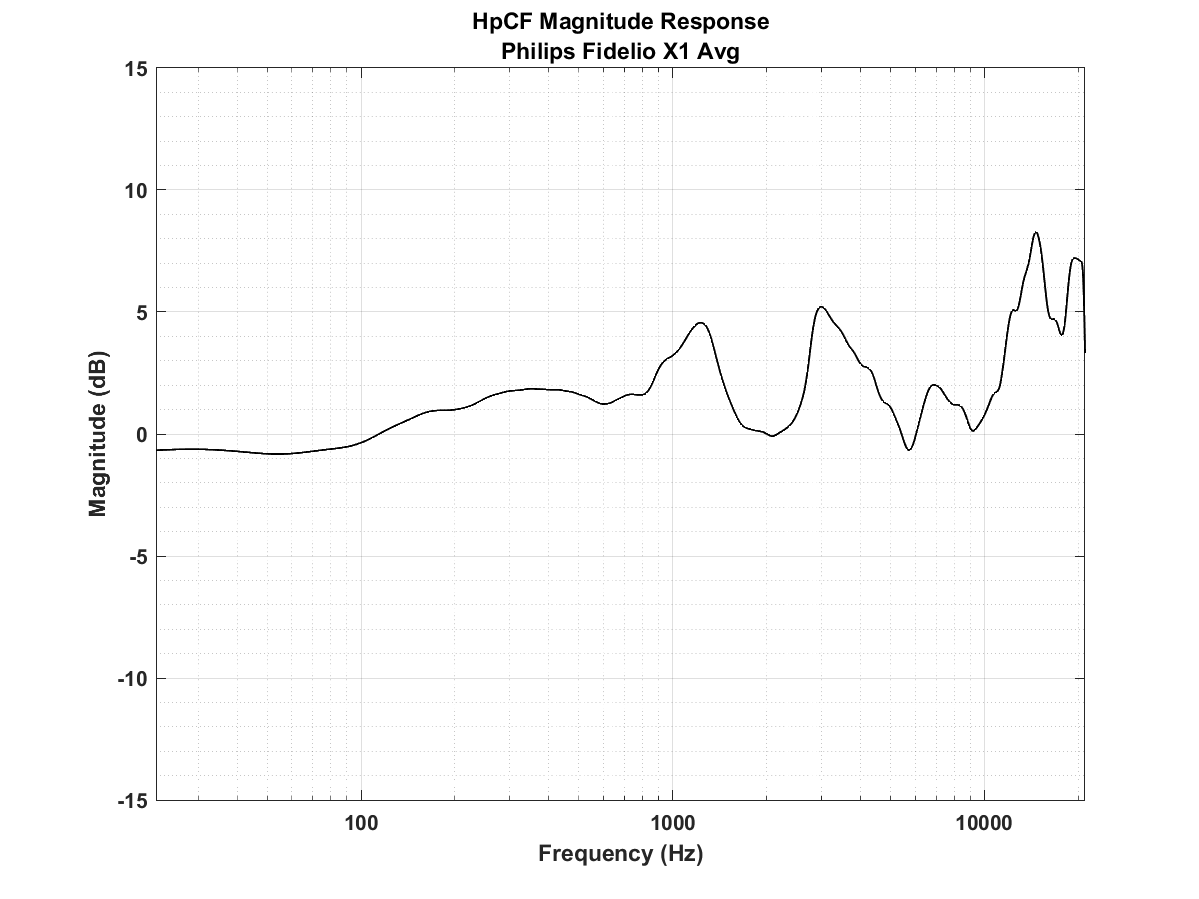 HpCF Magnitude Response
Philips Fidelio X1 Avg
15
10
5
0
-5
-10
-15
Magnitude (dB)
100
1000
10000
Frequency (Hz)